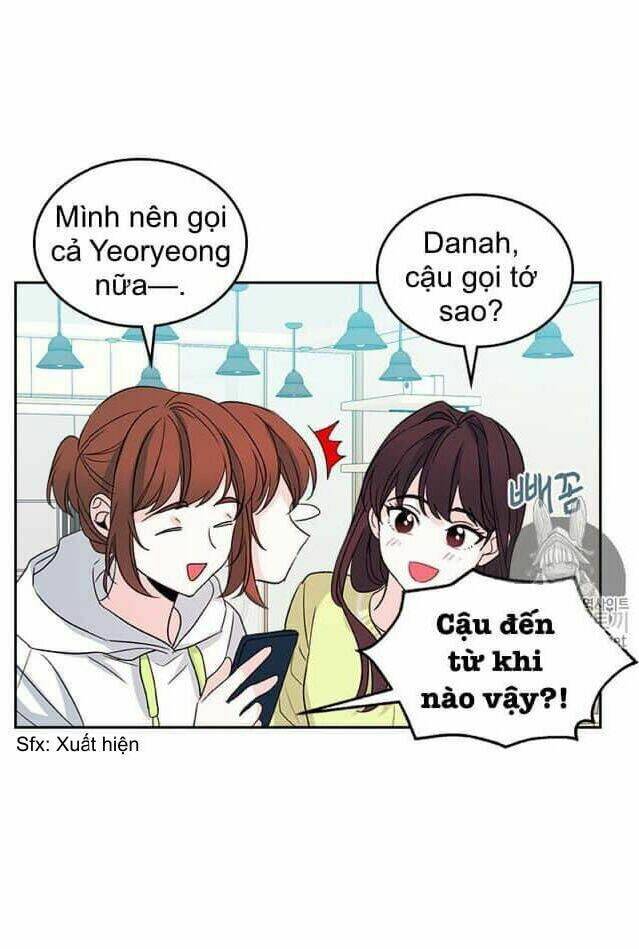 Mình nên gọi
cả Yeoryeong
nữa—.
Danah,
cậu gọi tớ
sao?
빼꼼
Cậu đến
từ khi
nào vậy?!
Sfx: Xuất hiện